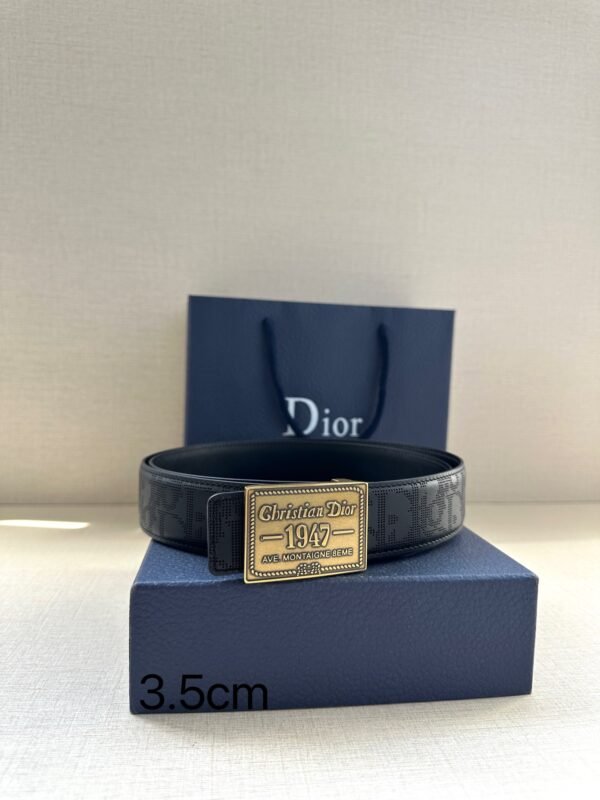 Dior
Christian Dior
1947
AVE. MONTAIGNE 8EME
3.5cm